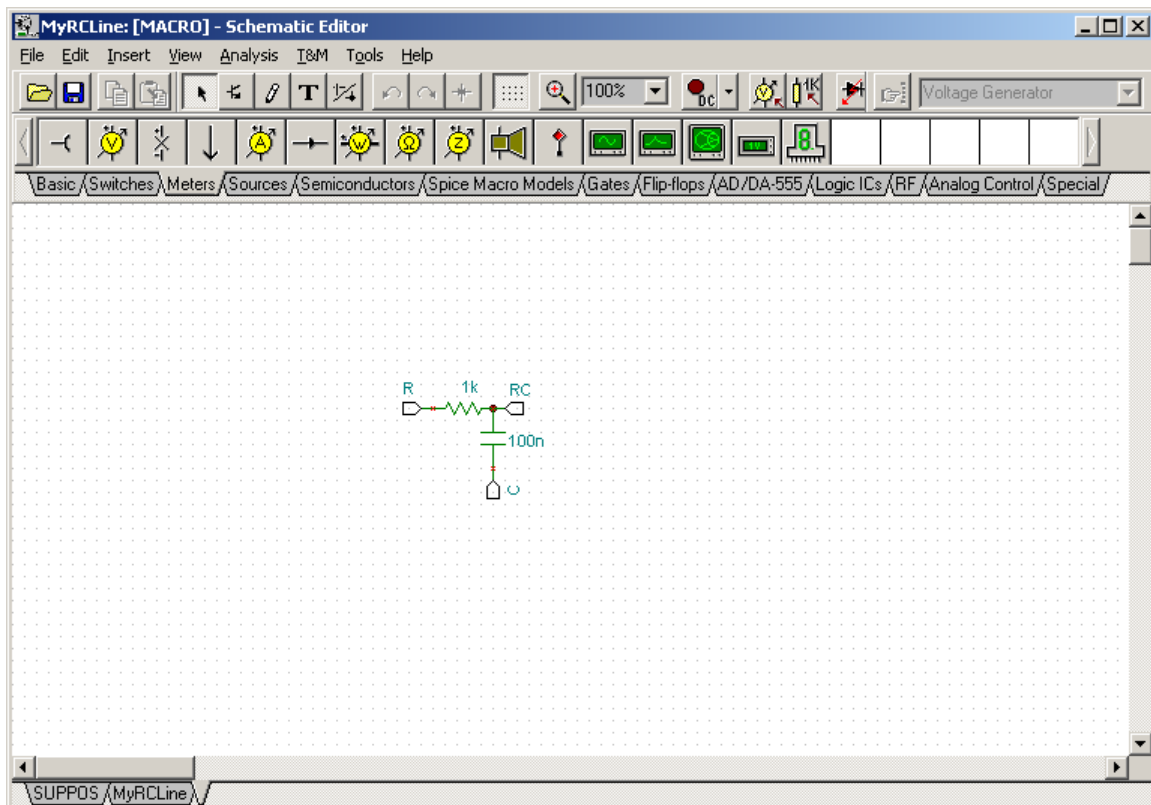 MyRCLine: [MACRO] - Schematic Editor
File Edit Insert View Analysis T&M Tools Help
T 100% DC V 1K Voltage Generator
V A W Ω Z 1V 8.
Basic Switches Meters Sources Semiconductors Spice Macro Models Gates Flip-flops AD/DA-555 Logic ICs RF Analog Control Special
R 1k RC
100n
C
SUPPOS MyRCLine